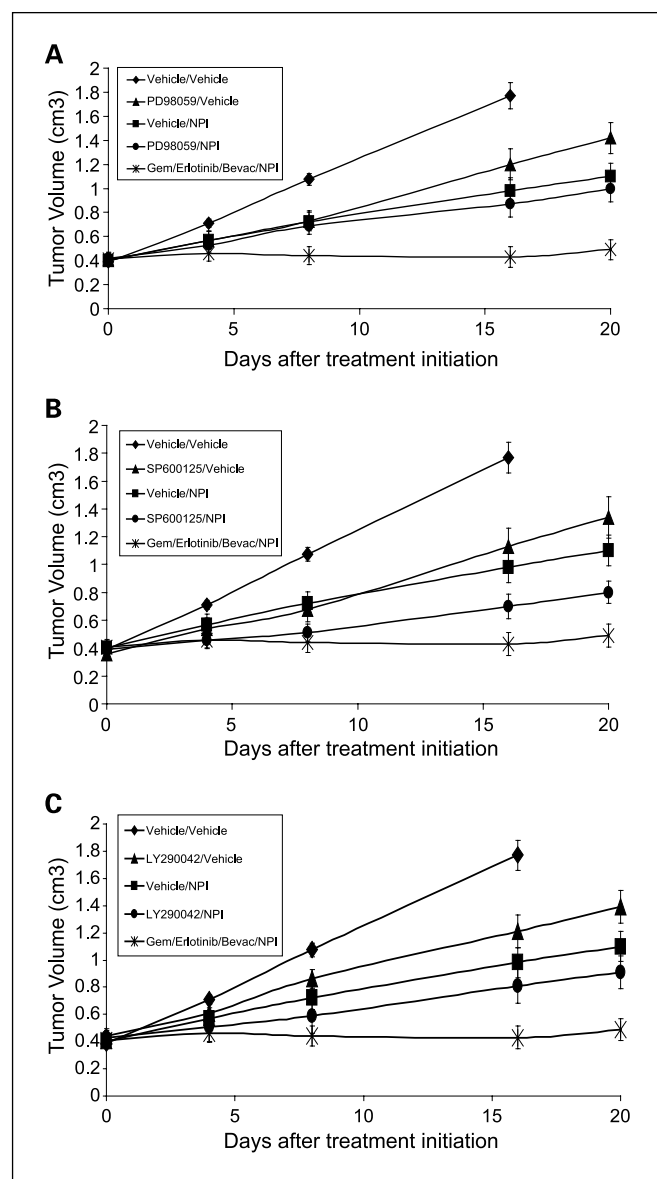 A
Tumor Volume (cm3)
2
1.8
1.6
1.4
1.2
1
0.8
0.6
0.4
0.2
0
Vehicle/Vehicle
PD98059/Vehicle
Vehicle/NPI
PD98059/NPI
Gem/Erlotinib/Bevac/NPI
0 5 10 15 20
Days after treatment initiation
B
Tumor Volume (cm3)
2
1.8
1.6
1.4
1.2
1
0.8
0.6
0.4
0.2
0
Vehicle/Vehicle
SP600125/Vehicle
Vehicle/NPI
SP600125/NPI
Gem/Erlotinib/Bevac/NPI
0 5 10 15 20
Days after treatment initiation
C
Tumor Volume (cm3)
2
1.8
1.6
1.4
1.2
1
0.8
0.6
0.4
0.2
0
Vehicle/Vehicle
LY290042/Vehicle
Vehicle/NPI
LY290042/NPI
Gem/Erlotinib/Bevac/NPI
0 5 10 15 20
Days after treatment initiation